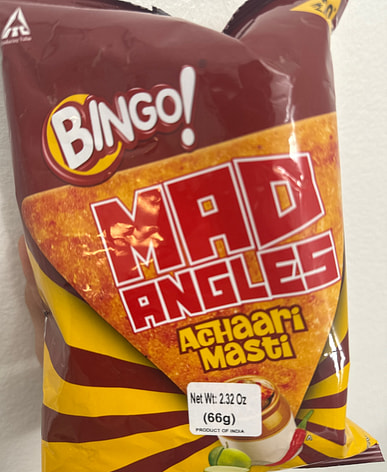 BINGO!
MAD
ANGLES
ACHAARI
MASTI
Net Wt: 2.32 Oz
(66g)
PRODUCT OF INDIA